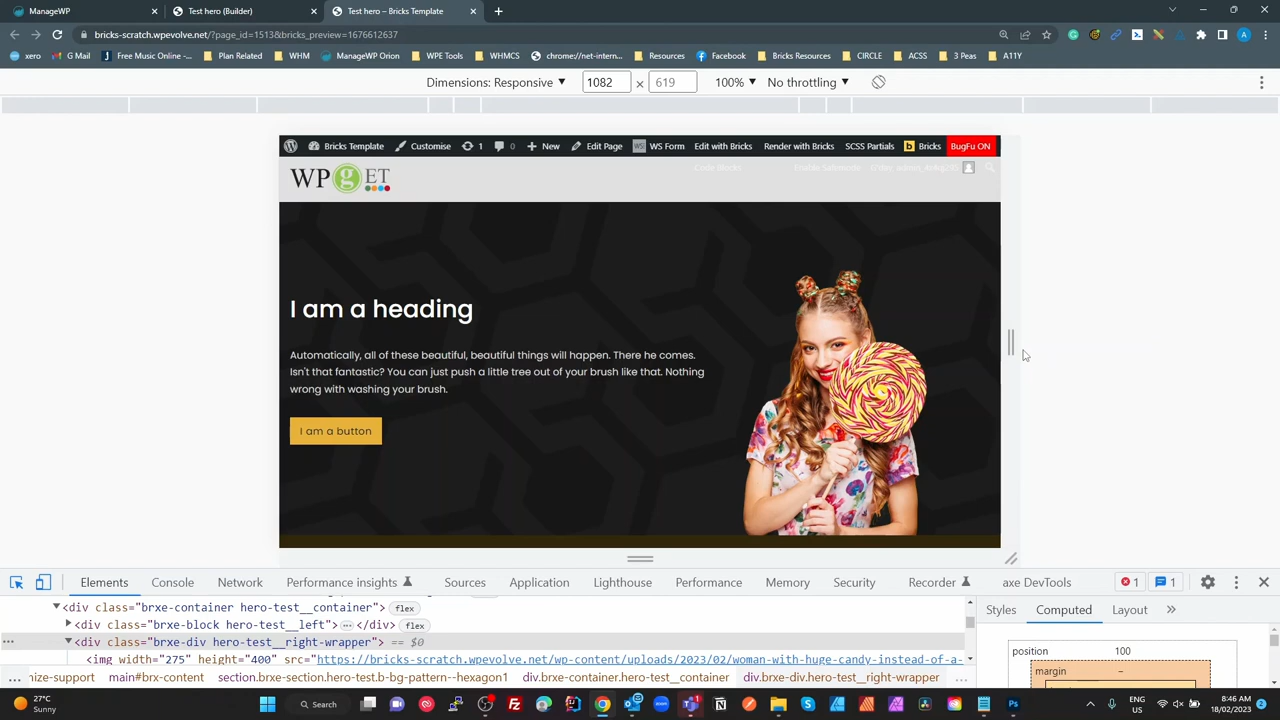 ManageWP
Test hero (Builder)
Test hero – Bricks Template
bricks-scratch.wpevolve.net/?page_id=1513&bricks_preview=1676612637
xero
G Mail
Free Music Online -...
Plan Related
WHM
ManageWP Orion
WPE Tools
WHMCS
chrome://net-intern...
Resources
Facebook
Bricks Resources
CIRCLE
ACSS
3 Peas
A11Y
Dimensions: Responsive
1082
×
619
100%
No throttling
Bricks Template
Customise
1
0
New
Edit Page
WS Form
Edit with Bricks
Render with Bricks
SCSS Partials
Bricks
BugFu ON
Code Blocks
WP g ET
I am a heading
Automatically, all of these beautiful, beautiful things will happen. There he comes.
Isn't that fantastic? You can just push a little tree out of your brush like that. Nothing
wrong with washing your brush.
I am a button
Elements
Console
Network
Performance insights
Sources
Application
Lighthouse
Performance
Memory
Security
Recorder
axe DevTools
1
1
<div class="brxe-container hero-test__container"> flex
<div class="brxe-block hero-test__left"> ... </div> flex
<div class="brxe-div hero-test__right-wrapper"> == $0
<img width="275" height="400" src="https://bricks-scratch.wpevolve.net/wp-content/uploads/2023/02/woman-with-huge-candy-instead-of-a-
... mize-support
main#brx-content
section.brxe-section.hero-test.b-bg-pattern--hexagon1
div.brxe-container.hero-test__container
div.brxe-div.hero-test__right-wrapper
Styles
Computed
Layout
position
100
margin
–
27°C
Sunny
Search
ENG
US
8:46 AM
18/02/2023